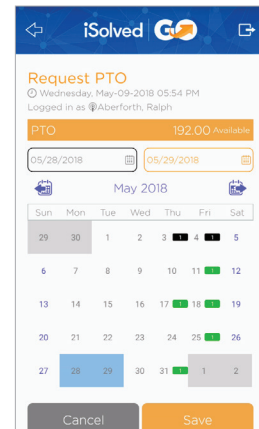 iSolved GO
Request PTO
Wednesday, May-09-2018 05:54 PM
Logged in as Aberforth, Ralph
PTO 192.00 Available
05/28/2018 05/29/2018
May 2018
Sun Mon Tue Wed Thu Fri Sat
29 30 1 2 3 1 4 1 5
6 7 8 9 10 11 1 12
13 14 15 16 17 1 18 1 19
20 21 22 23 24 25 1 26
27 28 29 30 31 1 1 2
Cancel Save